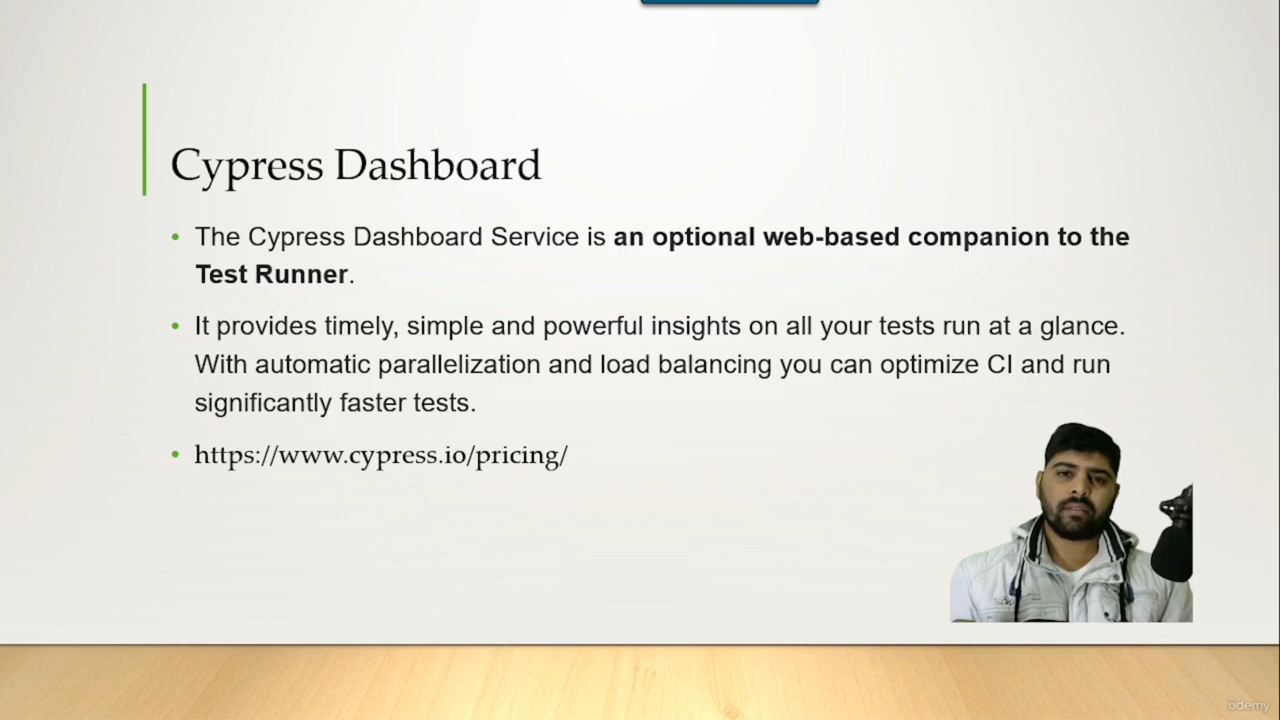 Cypress Dashboard
• The Cypress Dashboard Service is an optional web-based companion to the
Test Runner.
• It provides timely, simple and powerful insights on all your tests run at a glance.
With automatic parallelization and load balancing you can optimize CI and run
significantly faster tests.
• https://www.cypress.io/pricing/
ûdemy